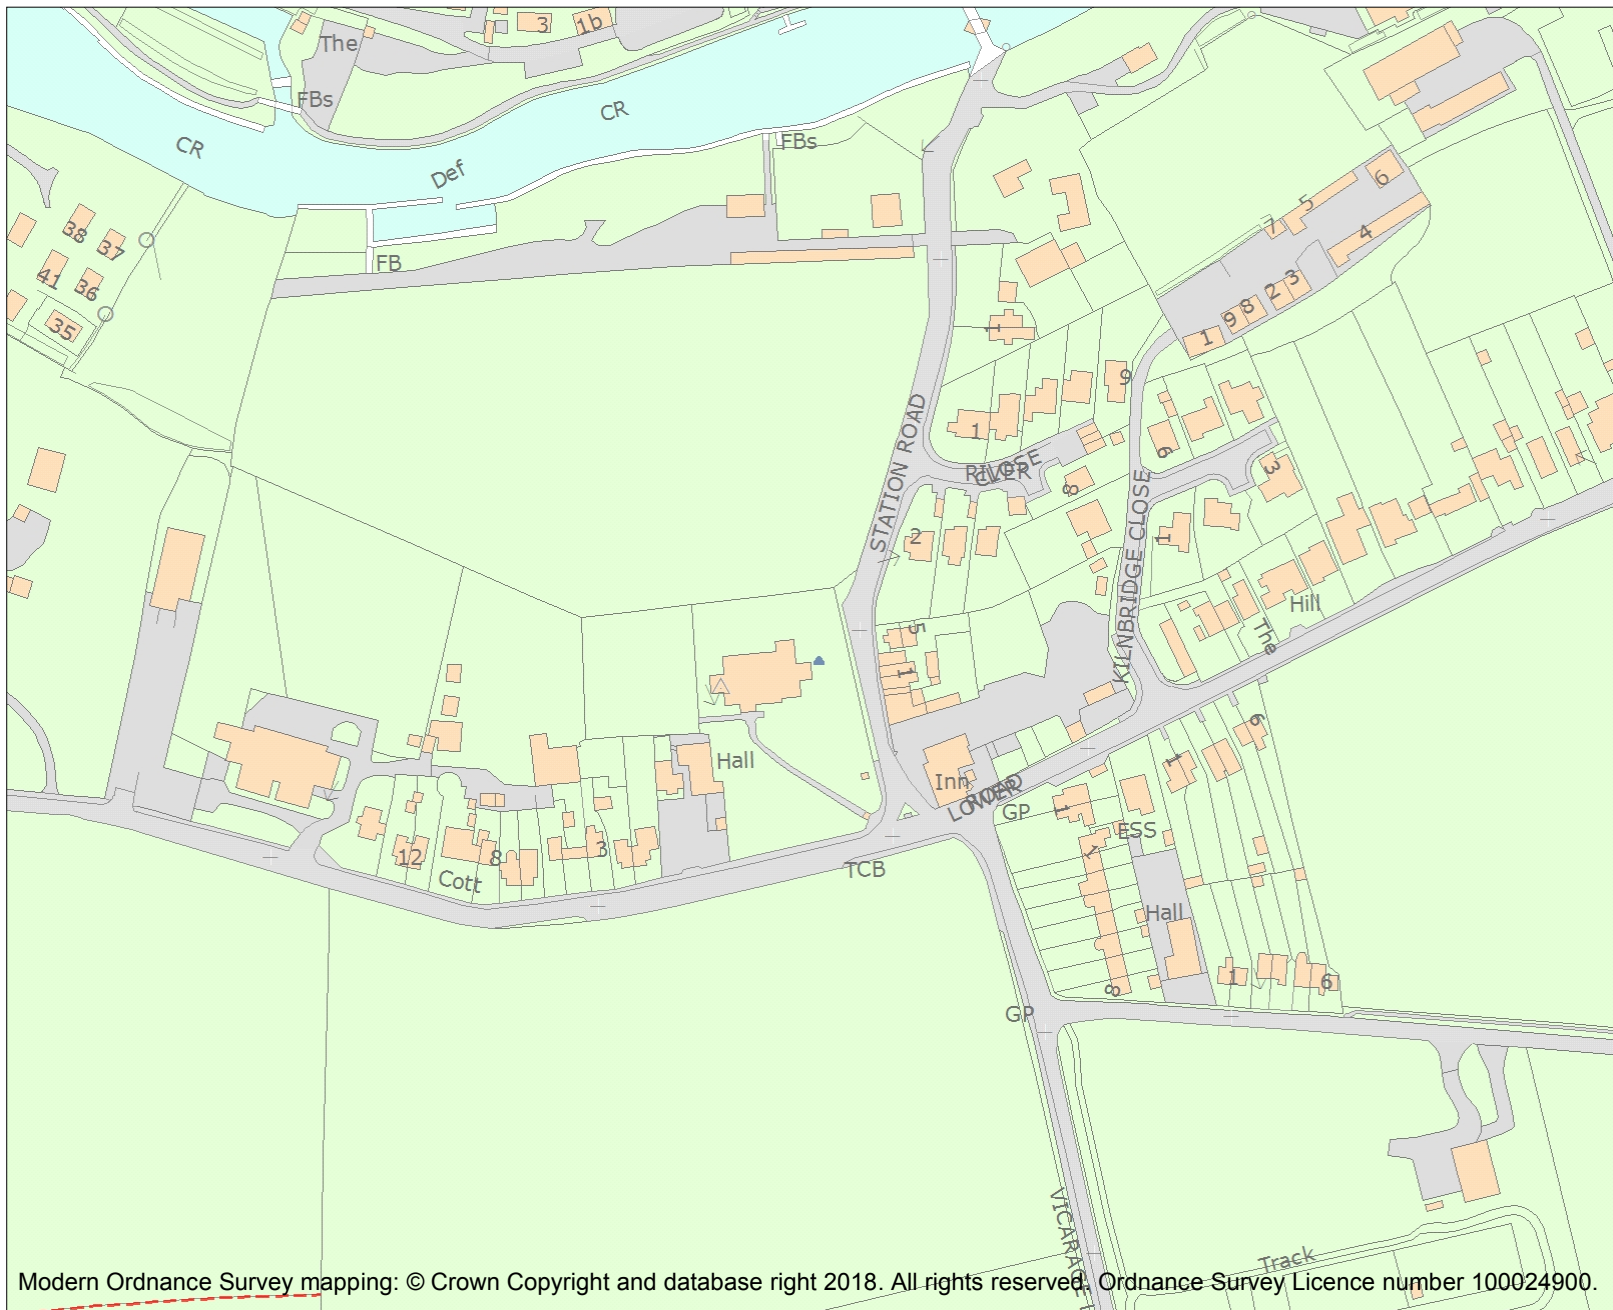 3
1b
The
FBs
CR
CR
FBs
Def
6
5
7
4
38
37
41
36
FB
35
3
2
8
9
1
1
9
1
STATION ROAD
RIVER
CLOSE
6
3
8
2
1
KILNBRIDGE CLOSE
Hill
The
5
1
Hall
Inn
LOWER
ROAD
GP
6
1
1
ESS
1
3
8
12
Cott
TCB
Hall
8
1
6
GP
VICARAGE
Track
Modern Ordnance Survey mapping: © Crown Copyright and database right 2018. All rights reserved. Ordnance Survey Licence number 100024900.